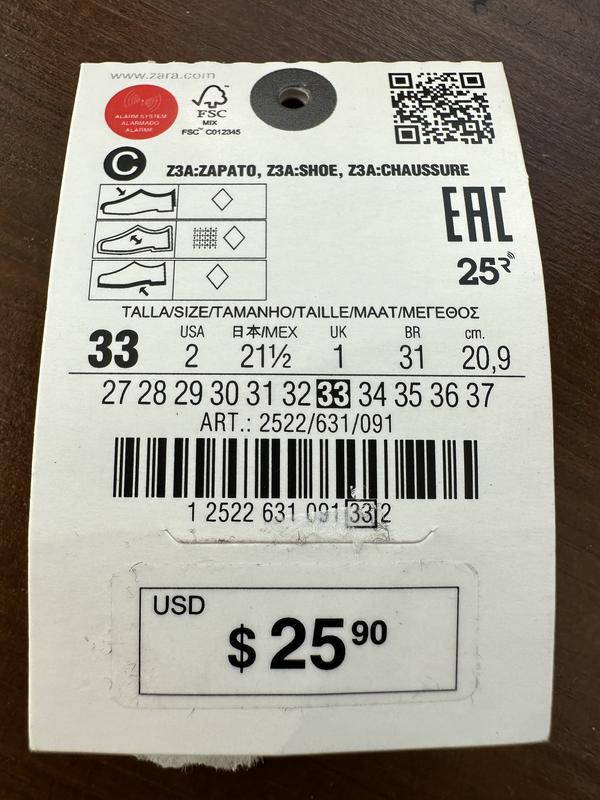 www.zara.com
ALARM SYSTEM
ALARMADO
ALARME
FSC
MIX
FSC™ C012345
C Z3A:ZAPATO, Z3A:SHOE, Z3A:CHAUSSURE
EAC
25
TALLA/SIZE/TAMANHO/TAILLE/MAAT/ΜΕΓΕΘΟΣ
USA 日本/MEX UK BR cm.
33 2 21½ 1 31 20,9
27 28 29 30 31 32 33 34 35 36 37
ART.: 2522/631/091
1 2522 631 091 33 2
USD
$ 25 90